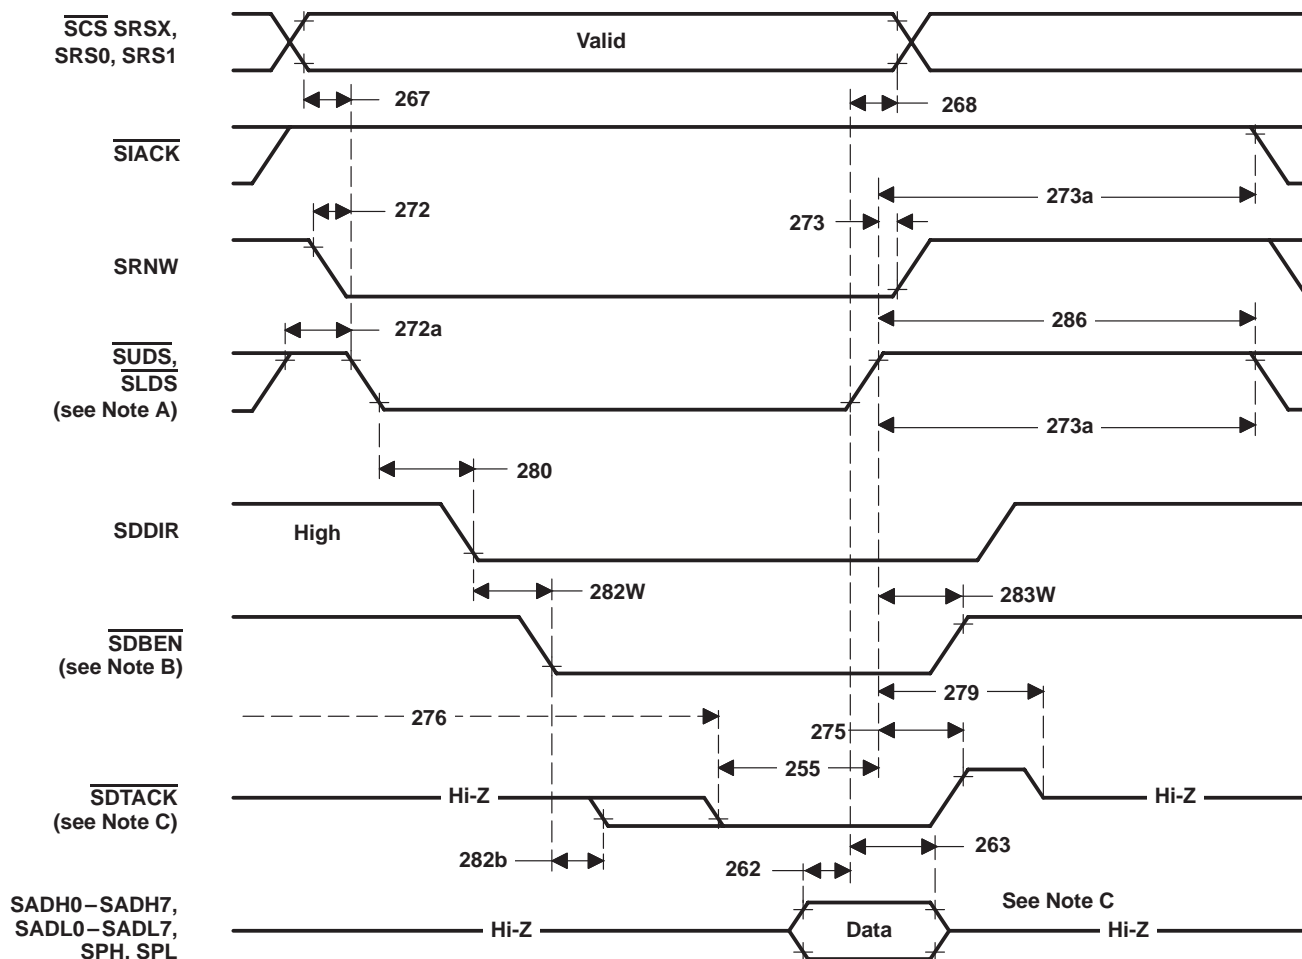 SCS SRSX,
SRS0, SRS1
Valid
267
268
SIACK
273a
272
273
SRNW
272a
286
SUDS,
SLDS
(see Note A)
273a
280
SDDIR
High
282W
283W
SDBEN
(see Note B)
279
276
275
255
SDTACK
(see Note C)
Hi-Z
Hi-Z
282b
262
263
SADH0–SADH7,
SADL0–SADL7,
SPH, SPL
Hi-Z
Data
See Note C
Hi-Z